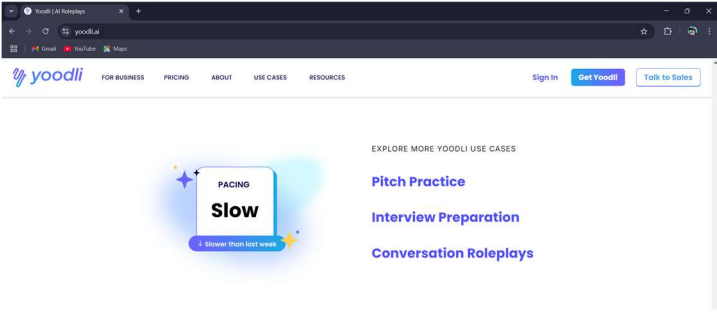 Yoodli | AI Roleplays
yoodli.ai
Gmail YouTube Maps
yoodli FOR BUSINESS PRICING ABOUT USE CASES RESOURCES Sign In Get Yoodli Talk to Sales
EXPLORE MORE YOODLI USE CASES
PACING
Slow
↓ Slower than last week
Pitch Practice
Interview Preparation
Conversation Roleplays